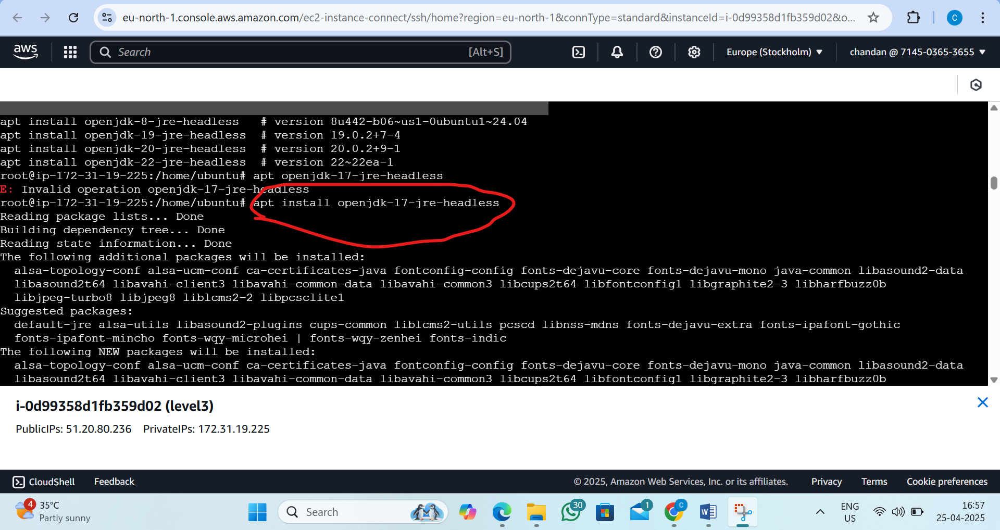 eu-north-1.console.aws.amazon.com/ec2-instance-connect/ssh/home?region=eu-north-1&connType=standard&instanceId=i-0d99358d1fb359d02&o...
C
aws
Search
[Alt+S]
Europe (Stockholm)
chandan @ 7145-0365-3655
apt install openjdk-8-jre-headless   # version 8u442-b06~us1-0ubuntu1~24.04
apt install openjdk-19-jre-headless  # version 19.0.2+7-4
apt install openjdk-20-jre-headless  # version 20.0.2+9-1
apt install openjdk-22-jre-headless  # version 22~22ea-1
root@ip-172-31-19-225:/home/ubuntu# apt openjdk-17-jre-headless
E: Invalid operation openjdk-17-jre-headless
root@ip-172-31-19-225:/home/ubuntu# apt install openjdk-17-jre-headless
Reading package lists... Done
Building dependency tree... Done
Reading state information... Done
The following additional packages will be installed:
  alsa-topology-conf alsa-ucm-conf ca-certificates-java fontconfig-config fonts-dejavu-core fonts-dejavu-mono java-common libasound2-data
  libasound2t64 libavahi-client3 libavahi-common-data libavahi-common3 libcups2t64 libfontconfig1 libgraphite2-3 libharfbuzz0b
  libjpeg-turbo8 libjpeg8 liblcms2-2 libpcsclite1
Suggested packages:
  default-jre alsa-utils libasound2-plugins cups-common liblcms2-utils pcscd libnss-mdns fonts-dejavu-extra fonts-ipafont-gothic
  fonts-ipafont-mincho fonts-wqy-microhei | fonts-wqy-zenhei fonts-indic
The following NEW packages will be installed:
  alsa-topology-conf alsa-ucm-conf ca-certificates-java fontconfig-config fonts-dejavu-core fonts-dejavu-mono java-common libasound2-data
  libasound2t64 libavahi-client3 libavahi-common-data libavahi-common3 libcups2t64 libfontconfig1 libgraphite2-3 libharfbuzz0b
i-0d99358d1fb359d02 (level3)
PublicIPs: 51.20.80.236 PrivateIPs: 172.31.19.225
CloudShell
Feedback
© 2025, Amazon Web Services, Inc. or its affiliates.
Privacy
Terms
Cookie preferences
4
35°C
Partly sunny
Search
30
1
C
W
ENG
US
16:57
25-04-2025